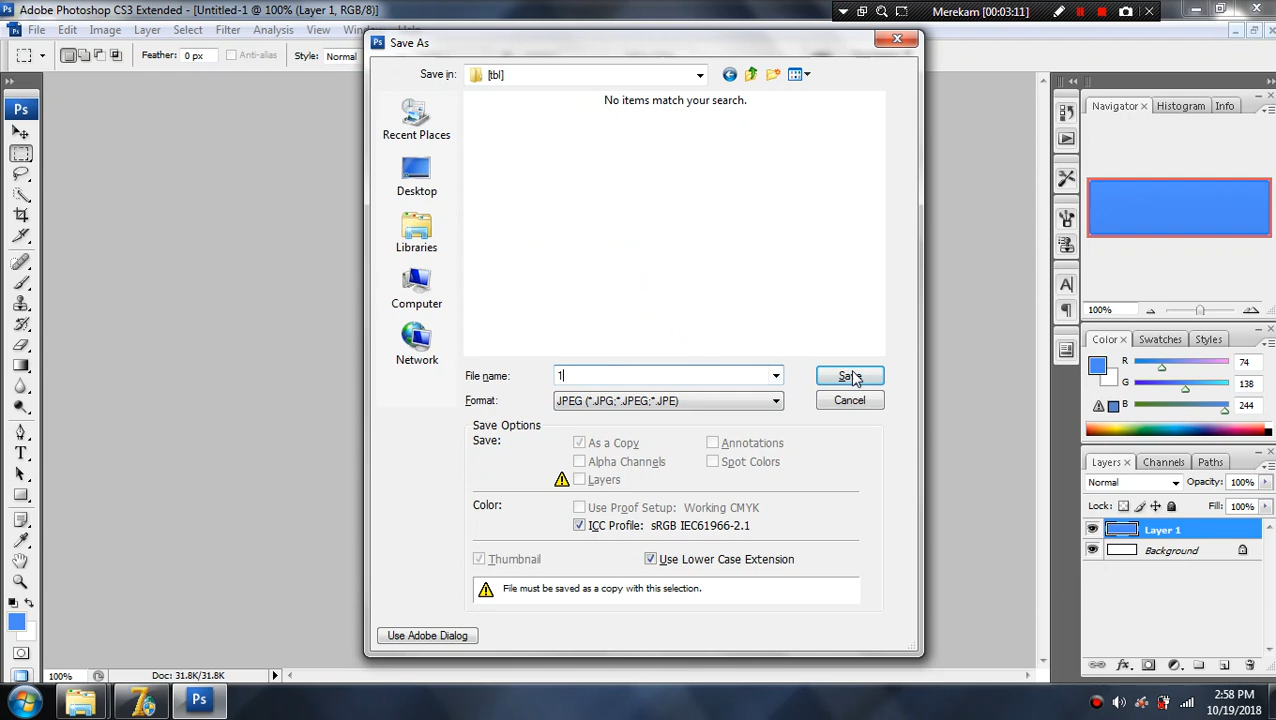 Adobe Photoshop CS3 Extended - [Untitled-1 @ 100% (Layer 1, RGB/8)]
Merekam [00:03:11]
Ps File Edit Image Layer Select Filter Analysis
Feather: 0 px Anti-alias Style: Normal
Ps Save As
Save in: [tbl]
No items match your search.
Recent Places
Desktop
Libraries
Computer
Network
File name: 1 Save
Format: JPEG (*.JPG;*.JPEG;*.JPE) Cancel
Save Options
Save: As a Copy Annotations
Alpha Channels Spot Colors
Layers
Color: Use Proof Setup: Working CMYK
ICC Profile: sRGB IEC61966-2.1
Thumbnail Use Lower Case Extension
File must be saved as a copy with this selection.
Use Adobe Dialog
Ps
T
Navigator Histogram Info
100%
Color Swatches Styles
R 74
G 138
B 244
A
Layers Channels Paths
Normal Opacity: 100%
Lock: Fill: 100%
Layer 1
Background
fx
100% Doc: 31.8K/31.8K
Ps
2:58 PM
10/19/2018